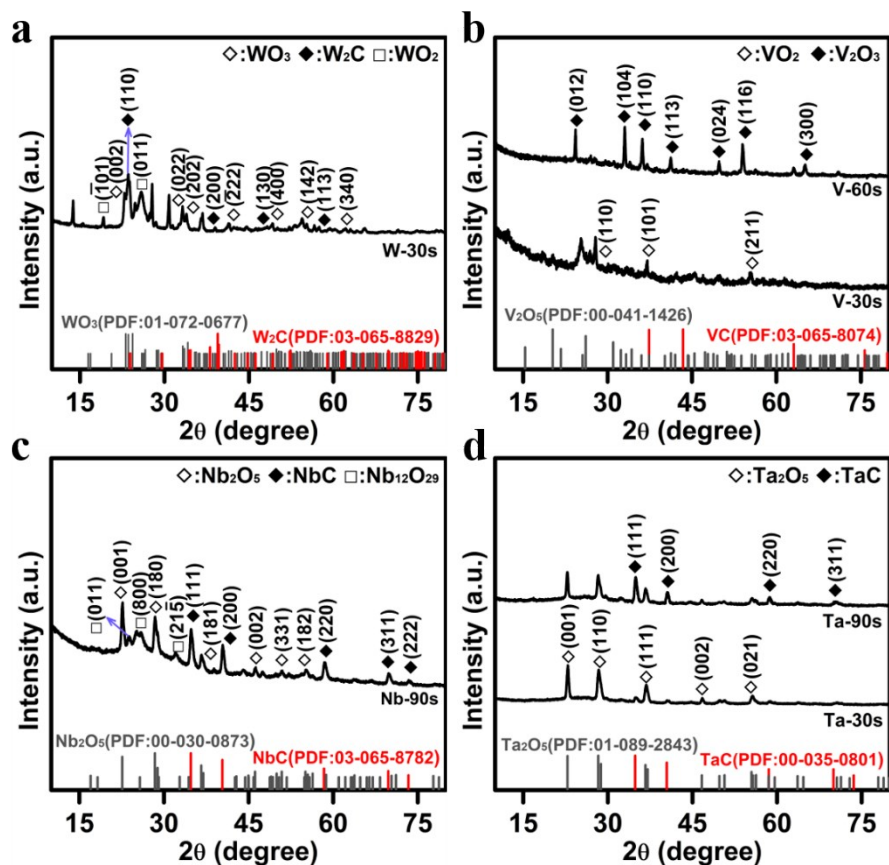 a
◇:WO₃ ◆:W₂C □:WO₂
(1̅01)
(002)
(110)
(011)
(022)
(202)
(200)
(222)
(130)
(400)
(142)
(113)
(340)
W-30s
WO₃(PDF:01-072-0677)
W₂C(PDF:03-065-8829)
Intensity (a.u.)
15 30 45 60 75
2θ (degree)
b
◇:VO₂ ◆:V₂O₃
(012)
(104)
(110)
(113)
(024)
(116)
(300)
V-60s
(110)
(101)
(211)
V-30s
V₂O₅(PDF:00-041-1426)
VC(PDF:03-065-8074)
Intensity (a.u.)
15 30 45 60 75
2θ (degree)
c
◇:Nb₂O₅ ◆:NbC □:Nb₁₂O₂₉
(011)
(001)
(800)
(180)
(215̅)
(111)
(181)
(200)
(002)
(331)
(182)
(220)
(311)
(222)
Nb-90s
Nb₂O₅(PDF:00-030-0873)
NbC(PDF:03-065-8782)
Intensity (a.u.)
15 30 45 60 75
2θ (degree)
d
◇:Ta₂O₅ ◆:TaC
(111)
(200)
(220)
(311)
Ta-90s
(001)
(110)
(111)
(002)
(021)
Ta-30s
Ta₂O₅(PDF:01-089-2843)
TaC(PDF:00-035-0801)
Intensity (a.u.)
15 30 45 60 75
2θ (degree)